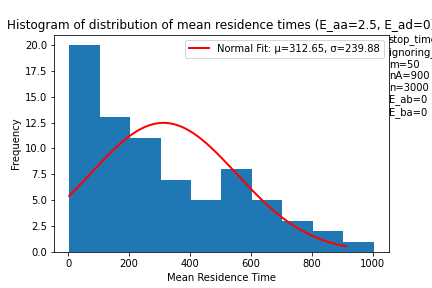 Histogram of distribution of mean residence times (E_aa=2.5, E_ad=0
stop_time
ignoring_
m=50
nA=900
n=3000
E_ab=0
E_ba=0
Normal Fit: μ=312.65, σ=239.88
20.0
17.5
15.0
12.5
10.0
7.5
5.0
2.5
0.0
Frequency
0 200 400 600 800 1000
Mean Residence Time